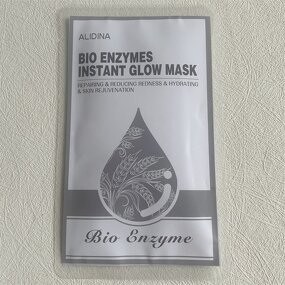 ALIDINA
BIO ENZYMES
INSTANT GLOW MASK
REPAIRING & REDUCING REDNESS & HYDRATING
& SKIN REJUVENATION
Bio Enzyme